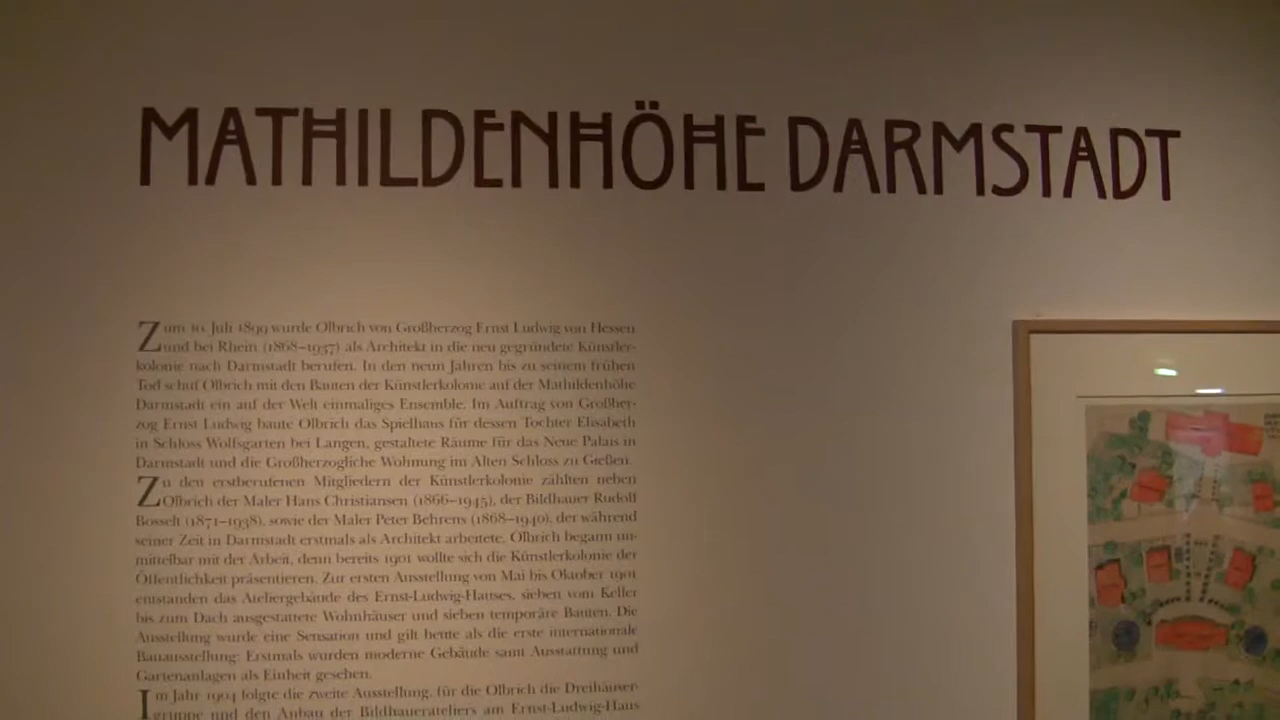 MATHILDENHÖHE DARMSTADT
Zum 10. Juli 1899 wurde Olbrich von Großherzog Ernst Ludwig von Hessen
und bei Rhein (1868–1937) als Architekt in die neu gegründete Künstler-
kolonie nach Darmstadt berufen. In den neun Jahren bis zu seinem frühen
Tod schuf Olbrich mit den Bauten der Künstlerkolonie auf der Mathildenhöhe
Darmstadt ein auf der Welt einmaliges Ensemble. Im Auftrag von Großher-
zog Ernst Ludwig baute Olbrich das Spielhaus für dessen Tochter Elisabeth
in Schloss Wolfsgarten bei Langen, gestaltete Räume für das Neue Palais in
Darmstadt und die Großherzogliche Wohnung im Alten Schloss zu Gießen.
Zu den erstberufenen Mitgliedern der Künstlerkolonie zählten neben
Olbrich der Maler Hans Christiansen (1866–1945), der Bildhauer Rudolf
Bosselt (1871–1938), sowie der Maler Peter Behrens (1868–1940), der während
seiner Zeit in Darmstadt erstmals als Architekt arbeitete. Olbrich begann un-
mittelbar mit der Arbeit, denn bereits 1901 wollte sich die Künstlerkolonie der
Öffentlichkeit präsentieren. Zur ersten Ausstellung von Mai bis Oktober 1901
entstanden das Ateliergebäude des Ernst-Ludwig-Hauses, sieben vom Keller
bis zum Dach ausgestattete Wohnhäuser und sieben temporäre Bauten. Die
Ausstellung wurde eine Sensation und gilt heute als die erste internationale
Bauausstellung: Erstmals wurden moderne Gebäude samt Ausstattung und
Gartenanlagen als Einheit gesehen.
Im Jahr 1904 folgte die zweite Ausstellung, für die Olbrich die Dreihäuser-
gruppe und den Anbau der Bildhauerateliers am Ernst-Ludwig-Haus